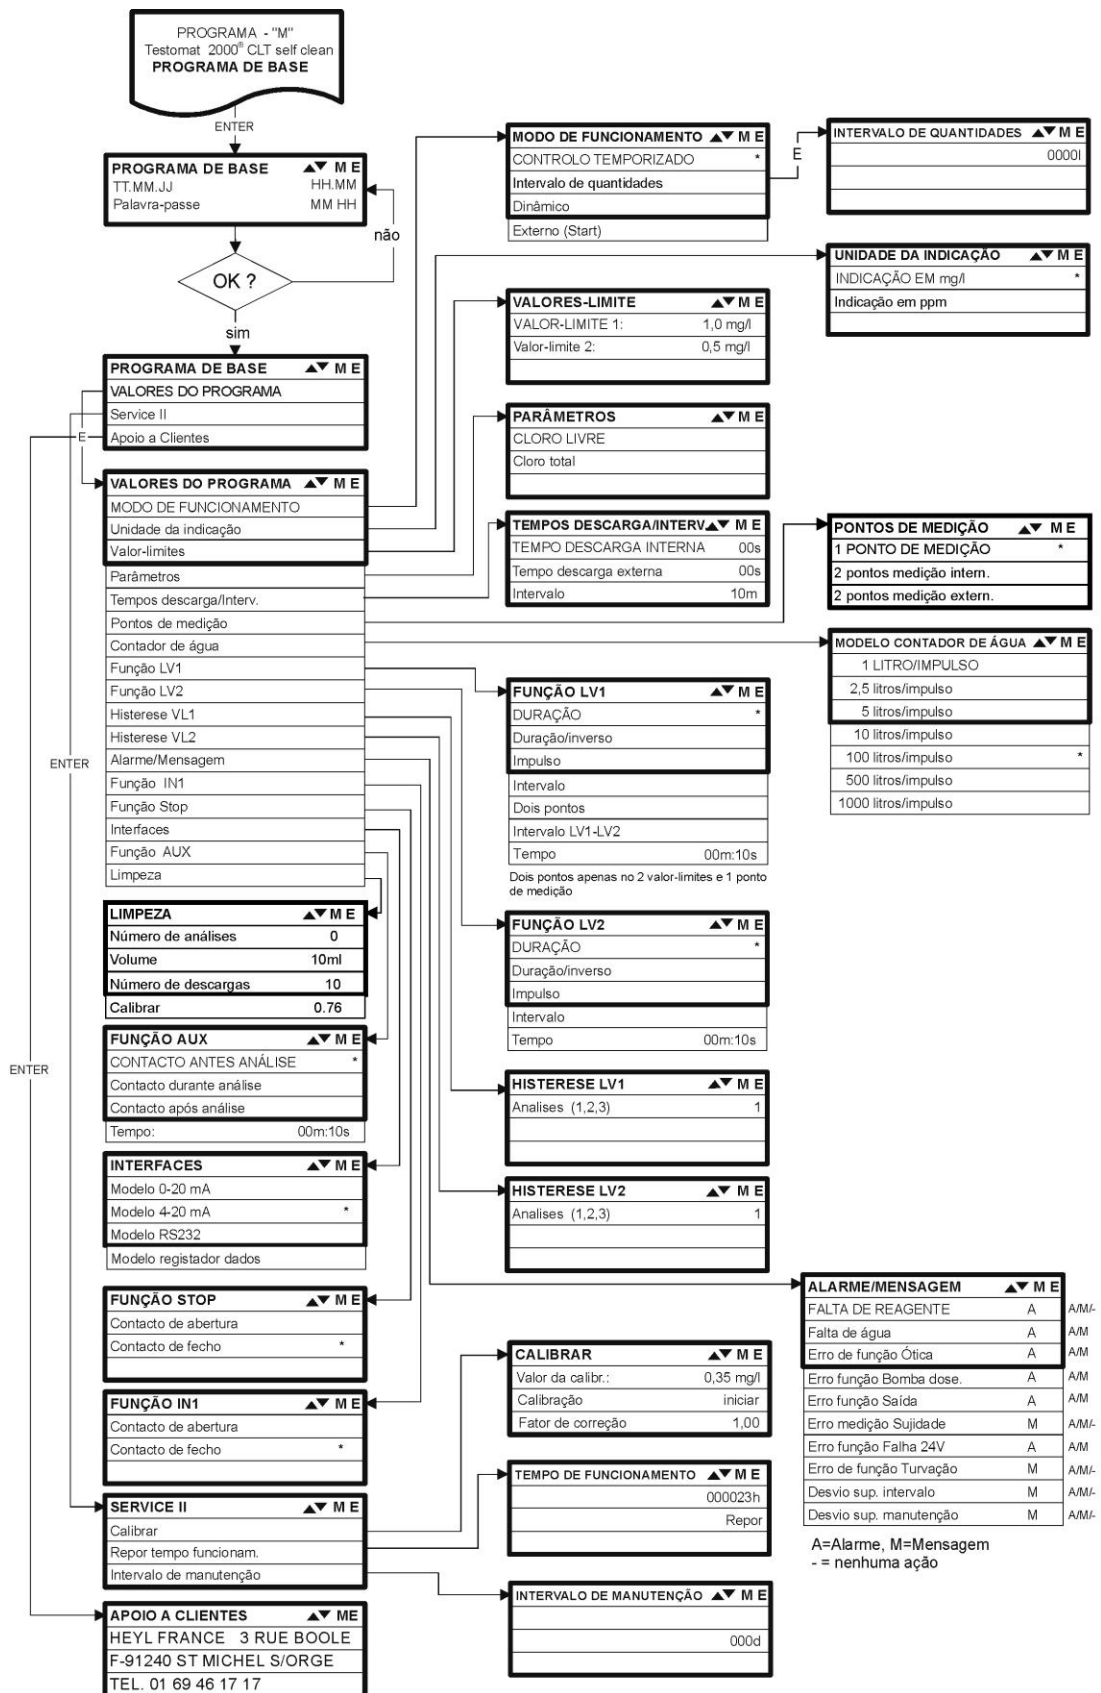 PROGRAMA - "M"
Testomat 2000® CLT self clean
PROGRAMA DE BASE
ENTER
PROGRAMA DE BASE ▲▼ M E
TT.MM.JJ HH.MM
Palavra-passe MM HH
não
OK ?
sim
PROGRAMA DE BASE ▲▼ M E
VALORES DO PROGRAMA
Service II
Apoio a Clientes
E
VALORES DO PROGRAMA ▲▼ M E
MODO DE FUNCIONAMENTO
Unidade da indicação
Valor-limites
Parâmetros
Tempos descarga/Interv.
Pontos de medição
Contador de água
Função LV1
Função LV2
Histerese VL1
Histerese VL2
Alarme/Mensagem
Função IN1
Função Stop
Interfaces
Função AUX
Limpeza
ENTER
ENTER
LIMPEZA ▲▼ M E
Número de análises 0
Volume 10ml
Número de descargas 10
Calibrar 0.76
FUNÇÃO AUX ▲▼ M E
CONTACTO ANTES ANÁLISE *
Contacto durante análise
Contacto após análise
Tempo: 00m:10s
INTERFACES ▲▼ M E
Modelo 0-20 mA
Modelo 4-20 mA *
Modelo RS232
Modelo registador dados
FUNÇÃO STOP ▲▼ M E
Contacto de abertura
Contacto de fecho *
FUNÇÃO IN1 ▲▼ M E
Contacto de abertura
Contacto de fecho *
SERVICE II ▲▼ M E
Calibrar
Repor tempo funcionam.
Intervalo de manutenção
APOIO A CLIENTES ▲▼ ME
HEYL FRANCE 3 RUE BOOLE
F-91240 ST MICHEL S/ORGE
TEL. 01 69 46 17 17
MODO DE FUNCIONAMENTO ▲▼ M E
CONTROLO TEMPORIZADO *
Intervalo de quantidades
Dinâmico
Externo (Start)
E
VALORES-LIMITE ▲▼ M E
VALOR-LIMITE 1: 1,0 mg/l
Valor-limite 2: 0,5 mg/l
PARÂMETROS ▲▼ M E
CLORO LIVRE
Cloro total
TEMPOS DESCARGA/INTERV ▲▼ M E
TEMPO DESCARGA INTERNA 00s
Tempo descarga externa 00s
Intervalo 10m
FUNÇÃO LV1 ▲▼ M E
DURAÇÃO *
Duração/inverso
Impulso
Intervalo
Dois pontos
Intervalo LV1-LV2
Tempo 00m:10s
Dois pontos apenas no 2 valor-limites e 1 ponto
de medição
FUNÇÃO LV2 ▲▼ M E
DURAÇÃO *
Duração/inverso
Impulso
Intervalo
Tempo 00m:10s
HISTERESE LV1 ▲▼ M E
Analises (1,2,3) 1
HISTERESE LV2 ▲▼ M E
Analises (1,2,3) 1
CALIBRAR ▲▼ M E
Valor da calibr.: 0,35 mg/l
Calibração iniciar
Fator de correção 1,00
TEMPO DE FUNCIONAMENTO ▲▼ M E
000023h
Repor
INTERVALO DE MANUTENÇÃO ▲▼ M E
000d
INTERVALO DE QUANTIDADES ▲▼ M E
0000l
UNIDADE DA INDICAÇÃO ▲▼ M E
INDICAÇÃO EM mg/l *
Indicação em ppm
PONTOS DE MEDIÇÃO ▲▼ M E
1 PONTO DE MEDIÇÃO *
2 pontos medição intern.
2 pontos medição extern.
MODELO CONTADOR DE ÁGUA ▲▼ M E
1 LITRO/IMPULSO
2,5 litros/impulso
5 litros/impulso
10 litros/impulso
100 litros/impulso *
500 litros/impulso
1000 litros/impulso
ALARME/MENSAGEM ▲▼ M E
FALTA DE REAGENTE A A/M/-
Falta de água A A/M
Erro de função Ótica A A/M
Erro função Bomba dose. A A/M
Erro função Saída A A/M
Erro medição Sujidade M A/M/-
Erro função Falha 24V A A/M
Erro de função Turvação M A/M/-
Desvio sup. intervalo M A/M/-
Desvio sup. manutenção M A/M/-
A=Alarme, M=Mensagem
- = nenhuma ação